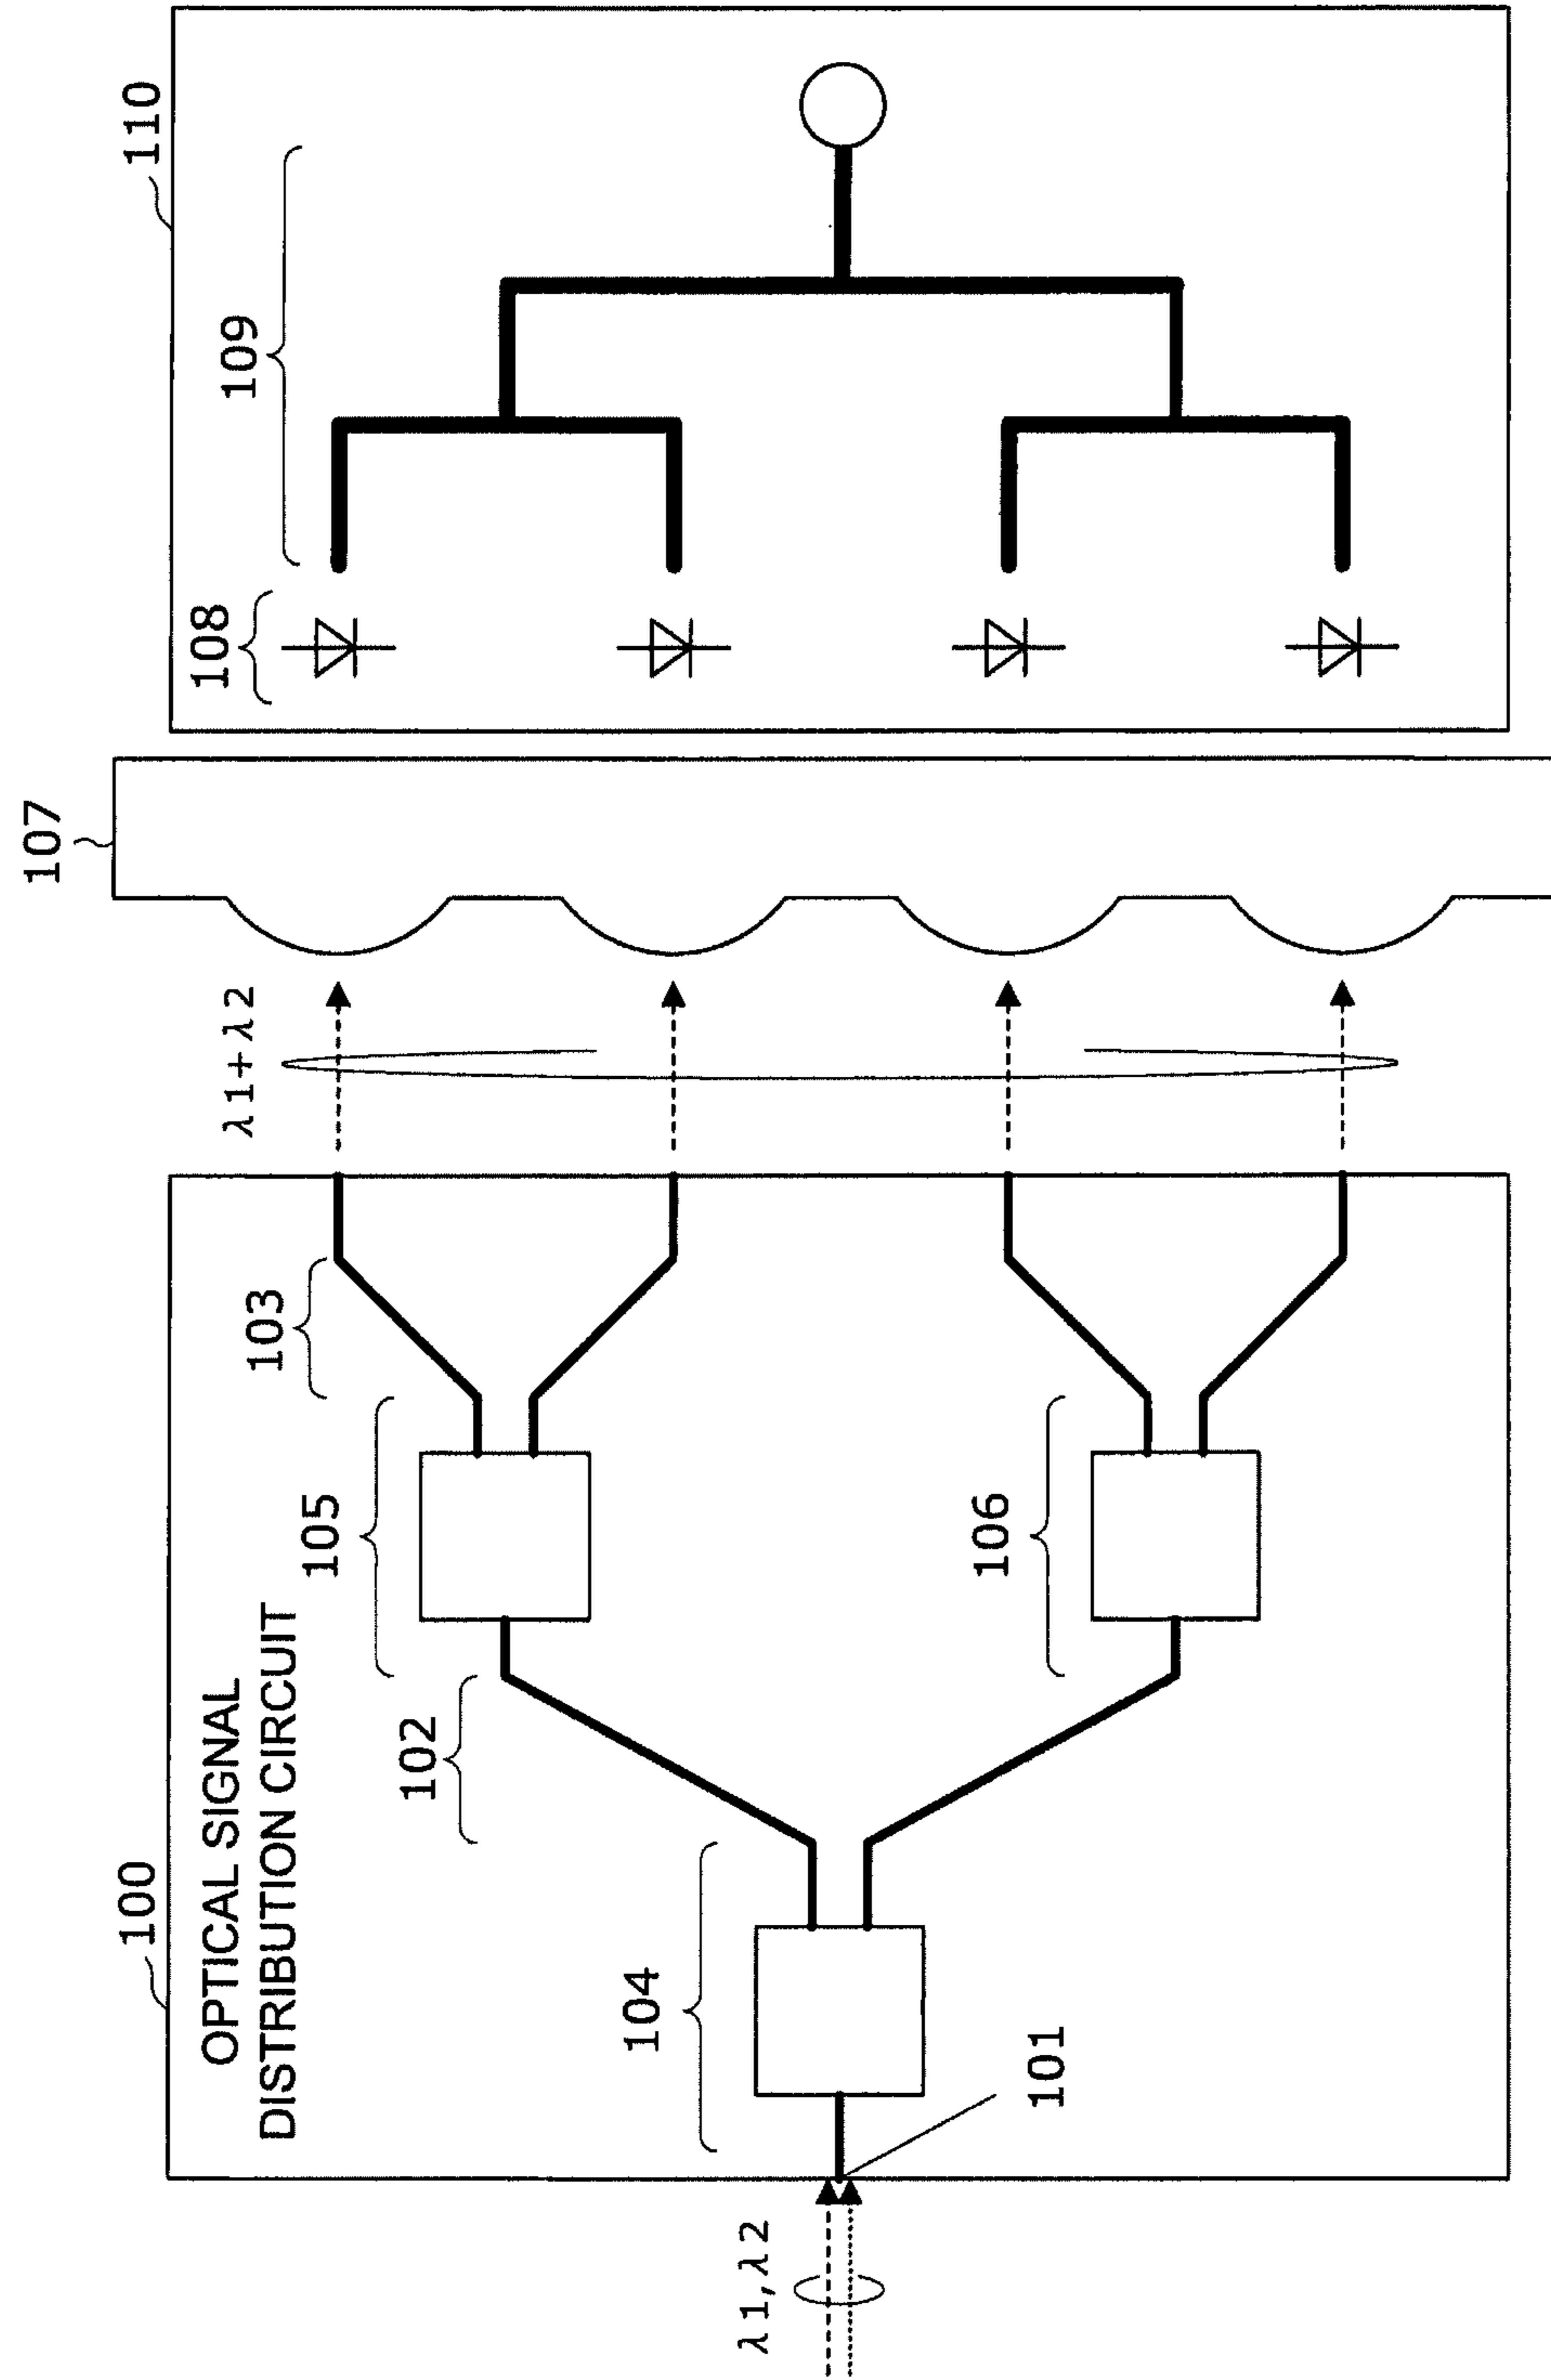 100
OPTICAL SIGNAL
DISTRIBUTION CIRCUIT
λ1,λ2
101
104
102
105
106
103
λ1+λ2
107
108
109
110